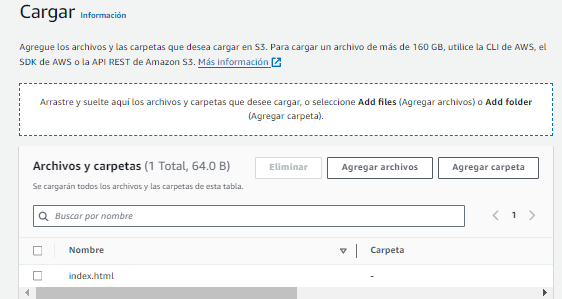 Cargar Información
Agregue los archivos y las carpetas que desea cargar en S3. Para cargar un archivo de más de 160 GB, utilice la CLI de AWS, el
SDK de AWS o la API REST de Amazon S3. Más información
Arrastre y suelte aquí los archivos y carpetas que desee cargar, o seleccione Add files (Agregar archivos) o Add folder
(Agregar carpeta).
Archivos y carpetas (1 Total, 64.0 B) Eliminar Agregar archivos Agregar carpeta
Se cargarán todos los archivos y las carpetas de esta tabla.
Buscar por nombre 1
Nombre Carpeta
index.html -